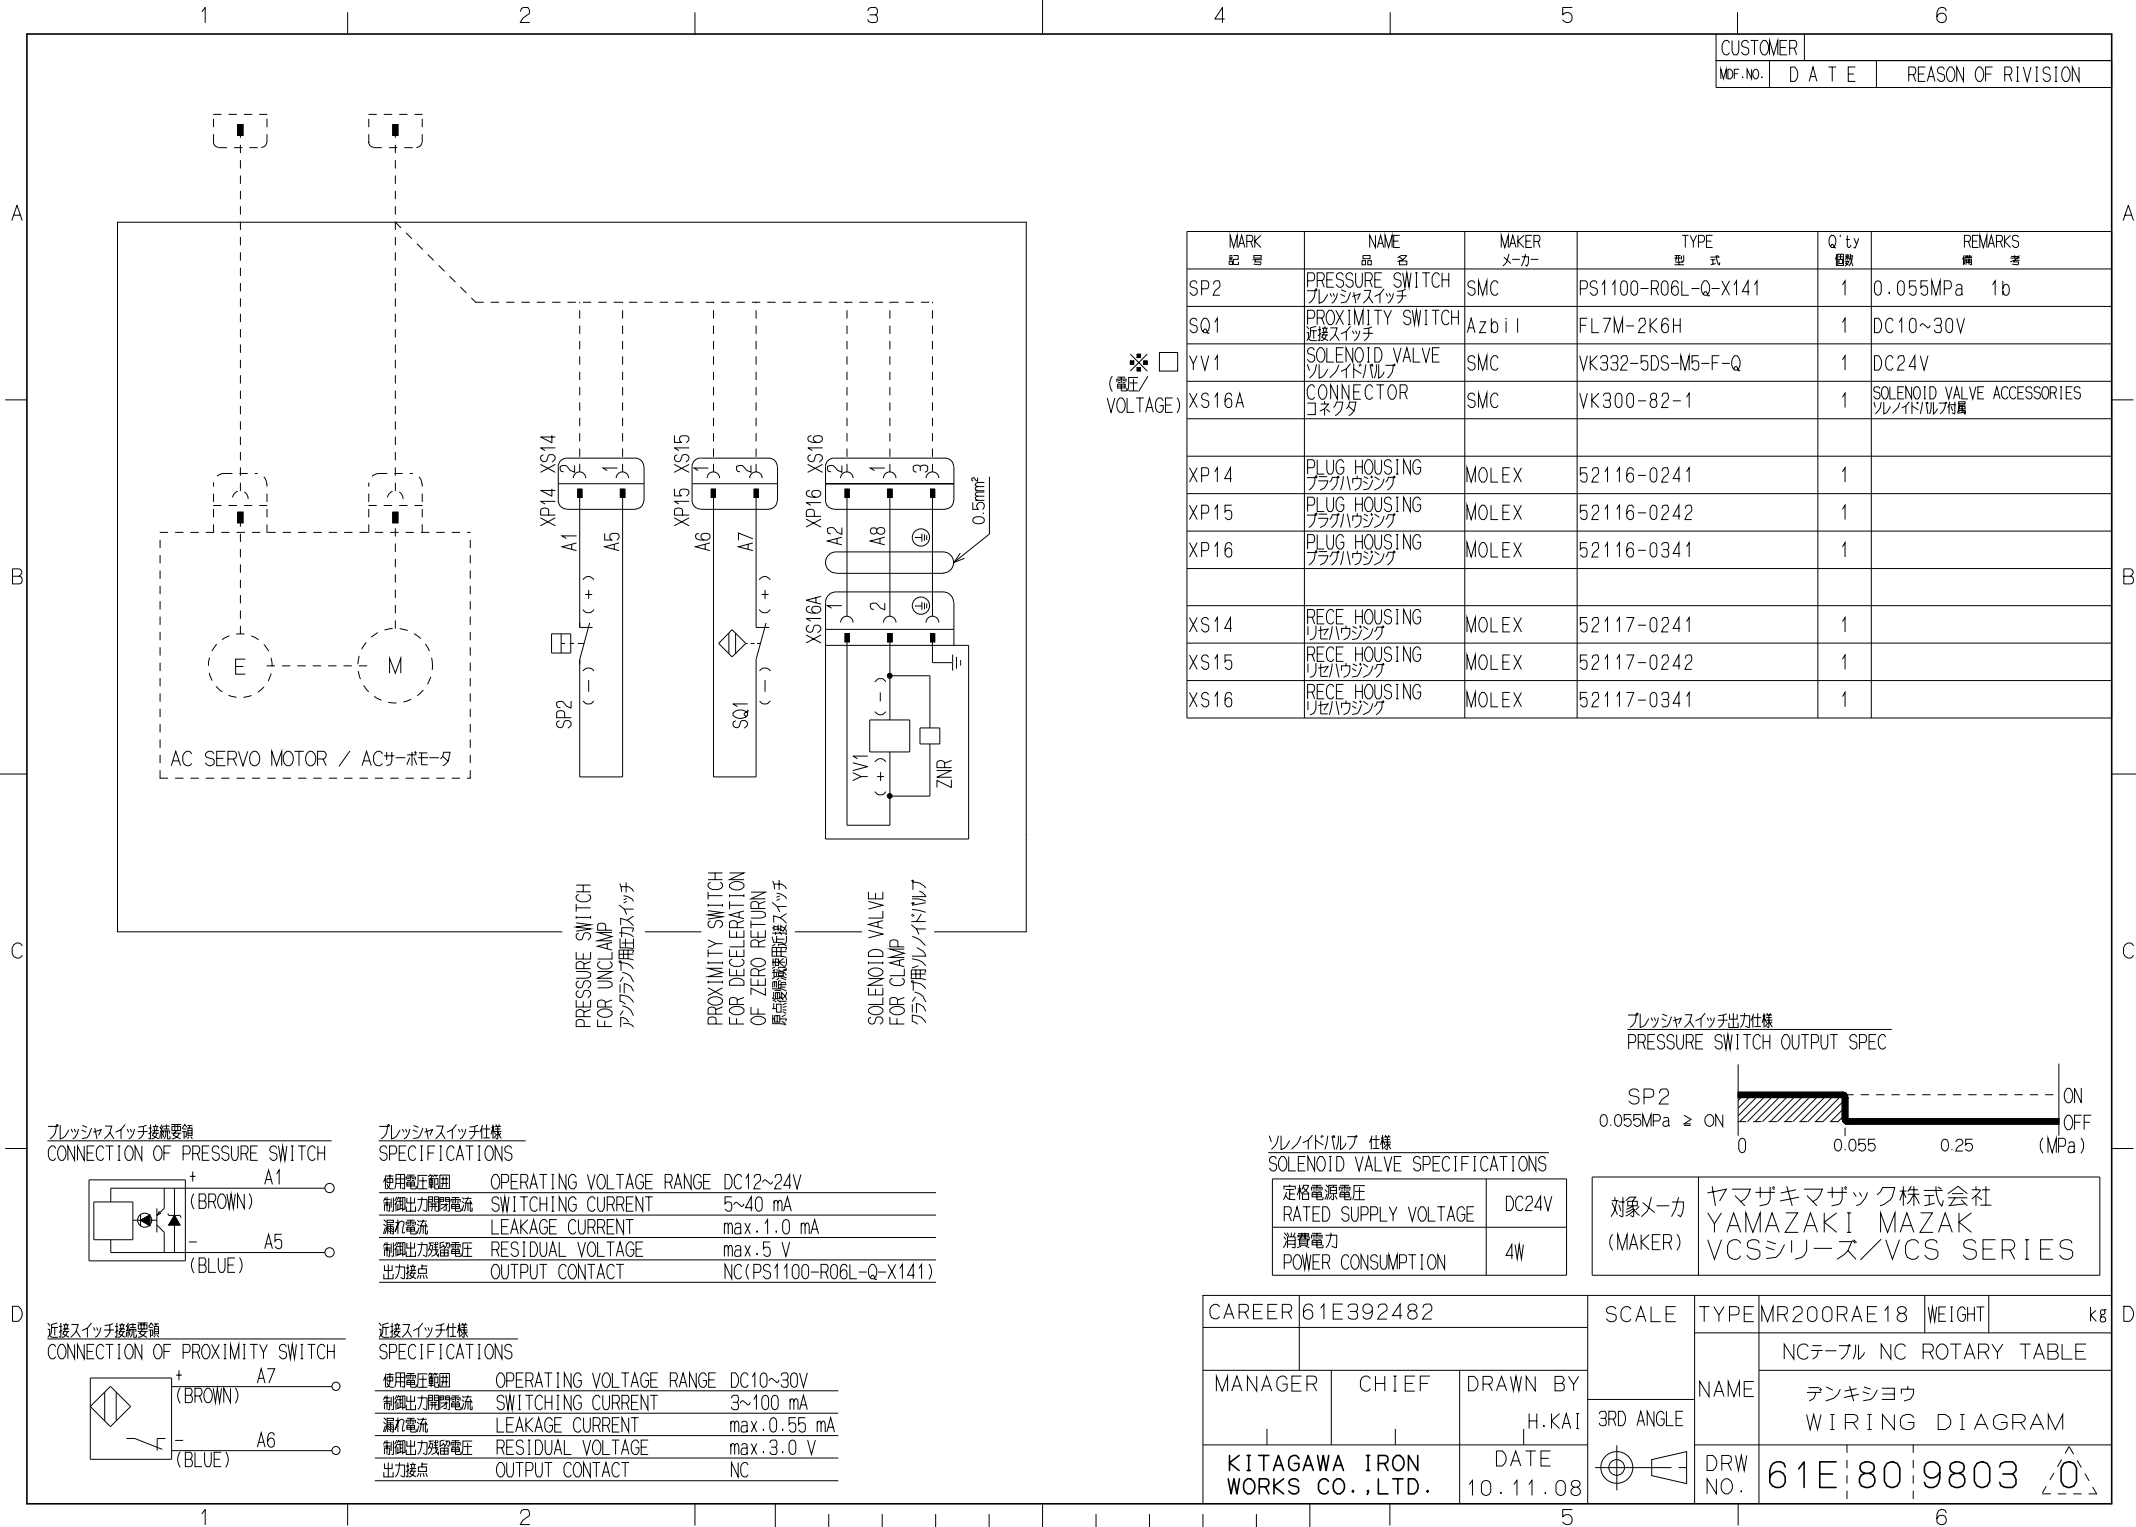 1 2 3 4 5 6
CUSTOMER
MDF.NO. DATE REASON OF RIVISION
A A
B B
C C
D D
MARK NAME MAKER TYPE Q'ty REMARKS
記号 品名 メーカー 型式 個数 備考
SP2 PRESSURE SWITCH SMC PS1100-R06L-Q-X141 1 0.055MPa 1b
プレッシャスイッチ
SQ1 PROXIMITY SWITCH Azbil FL7M-2K6H 1 DC10~30V
近接スイッチ
※ □ YV1 SOLENOID VALVE SMC VK332-5DS-M5-F-Q 1 DC24V
ソレノイドバルブ
(電圧/
VOLTAGE)
XS16A CONNECTOR SMC VK300-82-1 1 SOLENOID VALVE ACCESSORIES
コネクタ ソレノイドバルブ付属
XP14 PLUG HOUSING MOLEX 52116-0241 1
プラグハウジング
XP15 PLUG HOUSING MOLEX 52116-0242 1
プラグハウジング
XP16 PLUG HOUSING MOLEX 52116-0341 1
プラグハウジング
XS14 RECE HOUSING MOLEX 52117-0241 1
リセハウジング
XS15 RECE HOUSING MOLEX 52117-0242 1
リセハウジング
XS16 RECE HOUSING MOLEX 52117-0341 1
リセハウジング
E M
AC SERVO MOTOR / ACサーボモータ
XS14 2 1
XP14
A1 A5
(+)
(-)
SP2
XS15 1 2
XP15
A6 A7
(+)
(-)
SQ1
XS16 2 1 3
XP16
A2 A8
0.5mm²
XS16A 1 2
(-)
YV1
(+)
ZNR
PRESSURE SWITCH
FOR UNCLAMP
アンクランプ用圧力スイッチ
PROXIMITY SWITCH
FOR DECELERATION
OF ZERO RETURN
原点復帰減速用近接スイッチ
SOLENOID VALVE
FOR CLAMP
クランプ用ソレノイドバルブ
プレッシャスイッチ出力仕様
PRESSURE SWITCH OUTPUT SPEC
SP2 ON
0.055MPa ≥ ON OFF
0 0.055 0.25 (MPa)
プレッシャスイッチ接続要領
CONNECTION OF PRESSURE SWITCH
+ A1
(BROWN)
- A5
(BLUE)
プレッシャスイッチ仕様
SPECIFICATIONS
使用電圧範囲 OPERATING VOLTAGE RANGE DC12~24V
制御出力開閉電流 SWITCHING CURRENT 5~40 mA
漏れ電流 LEAKAGE CURRENT max.1.0 mA
制御出力残留電圧 RESIDUAL VOLTAGE max.5 V
出力接点 OUTPUT CONTACT NC(PS1100-R06L-Q-X141)
近接スイッチ接続要領
CONNECTION OF PROXIMITY SWITCH
+ A7
(BROWN)
- A6
(BLUE)
近接スイッチ仕様
SPECIFICATIONS
使用電圧範囲 OPERATING VOLTAGE RANGE DC10~30V
制御出力開閉電流 SWITCHING CURRENT 3~100 mA
漏れ電流 LEAKAGE CURRENT max.0.55 mA
制御出力残留電圧 RESIDUAL VOLTAGE max.3.0 V
出力接点 OUTPUT CONTACT NC
ソレノイドバルブ 仕様
SOLENOID VALVE SPECIFICATIONS
定格電源電圧
RATED SUPPLY VOLTAGE DC24V
消費電力
POWER CONSUMPTION 4W
対象メーカ
(MAKER)
ヤマザキマザック株式会社
YAMAZAKI MAZAK
VCSシリーズ/VCS SERIES
CAREER 61E392482 SCALE TYPE MR200RAE18 WEIGHT kg
NAME NCテーブル NC ROTARY TABLE
デンキシヨウ
WIRING DIAGRAM
MANAGER CHIEF DRAWN BY
H.KAI
3RD ANGLE
KITAGAWA IRON
WORKS CO.,LTD.
DATE
10.11.08
DRW NO. 61E 80 9803 0
1 2 5 6